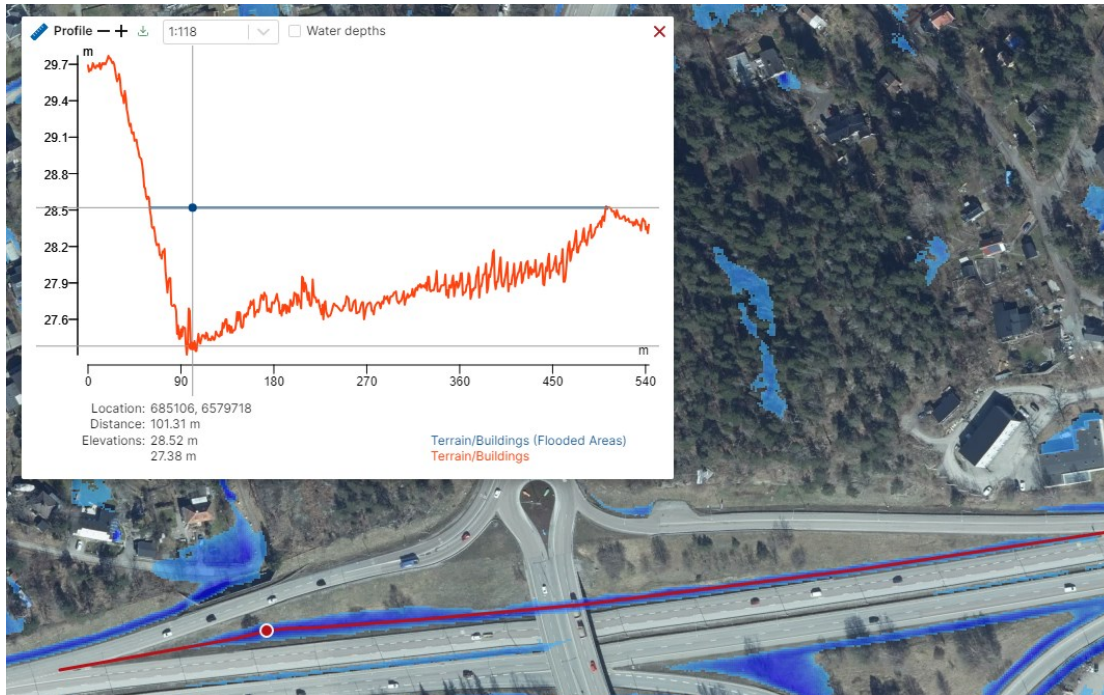 Profile 1:118 Water depths
m
29.7
29.4
29.1
28.8
28.5
28.2
27.9
27.6
m
0 90 180 270 360 450 540
Location: 685106, 6579718
Distance: 101.31 m
Elevations: 28.52 m Terrain/Buildings (Flooded Areas)
27.38 m Terrain/Buildings